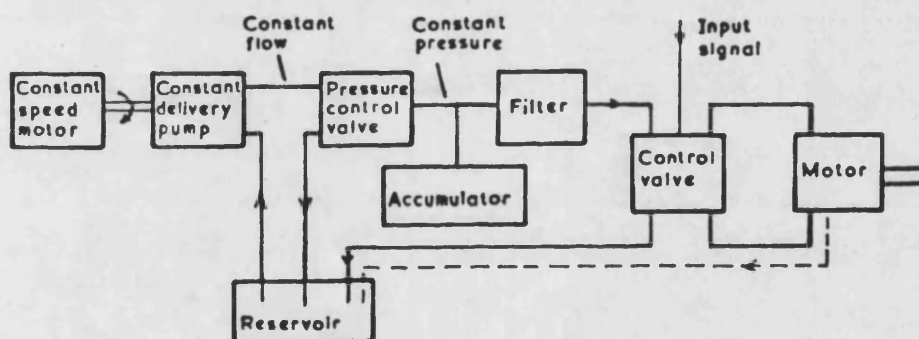 Constant
flow
Constant
pressure
Input
signal
Constant
speed
motor
Constant
delivery
pump
Pressure
control
valve
Filter
Accumulator
Control
valve
Motor
Reservoir